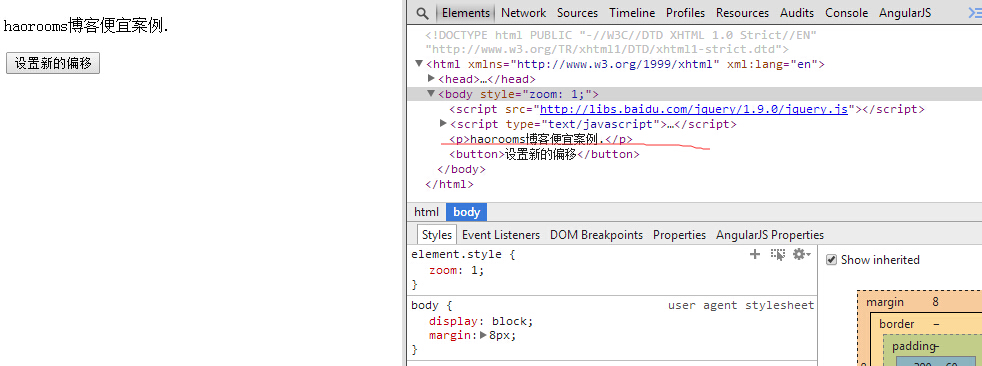 haorooms博客便宜案例.
设置新的偏移
Elements Network Sources Timeline Profiles Resources Audits Console AngularJS
<!DOCTYPE html PUBLIC "-//W3C//DTD XHTML 1.0 Strict//EN"
"http://www.w3.org/TR/xhtml1/DTD/xhtml1-strict.dtd">
▼<html xmlns="http://www.w3.org/1999/xhtml" xml:lang="en">
▶<head>…</head>
▼<body style="zoom: 1;">
<script src="http://libs.baidu.com/jquery/1.9.0/jquery.js"></script>
▶<script type="text/javascript">…</script>
<p>haorooms博客便宜案例.</p>
<button>设置新的偏移</button>
</body>
</html>
html body
Styles Event Listeners DOM Breakpoints Properties AngularJS Properties
element.style {
zoom: 1;
}
body { user agent stylesheet
display: block;
margin:▶8px;
}
Show inherited
margin 8
border –
padding–